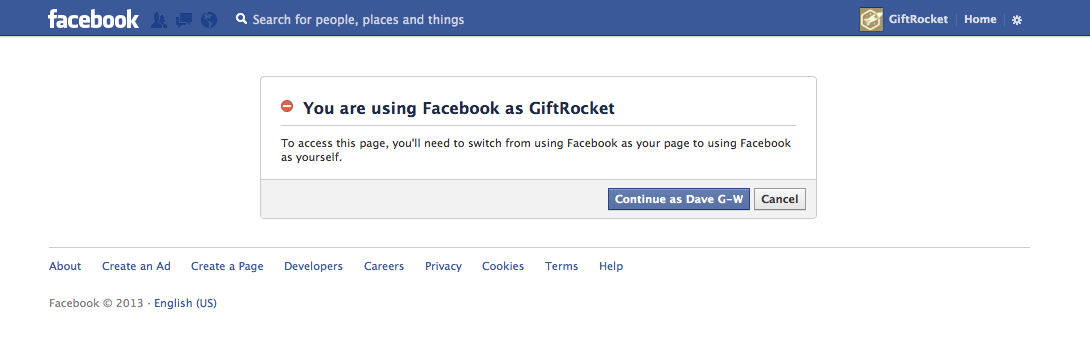 facebook Search for people, places and things GiftRocket Home
You are using Facebook as GiftRocket
To access this page, you'll need to switch from using Facebook as your page to using Facebook
as yourself.
Continue as Dave G-W Cancel
About Create an Ad Create a Page Developers Careers Privacy Cookies Terms Help
Facebook © 2013 · English (US)